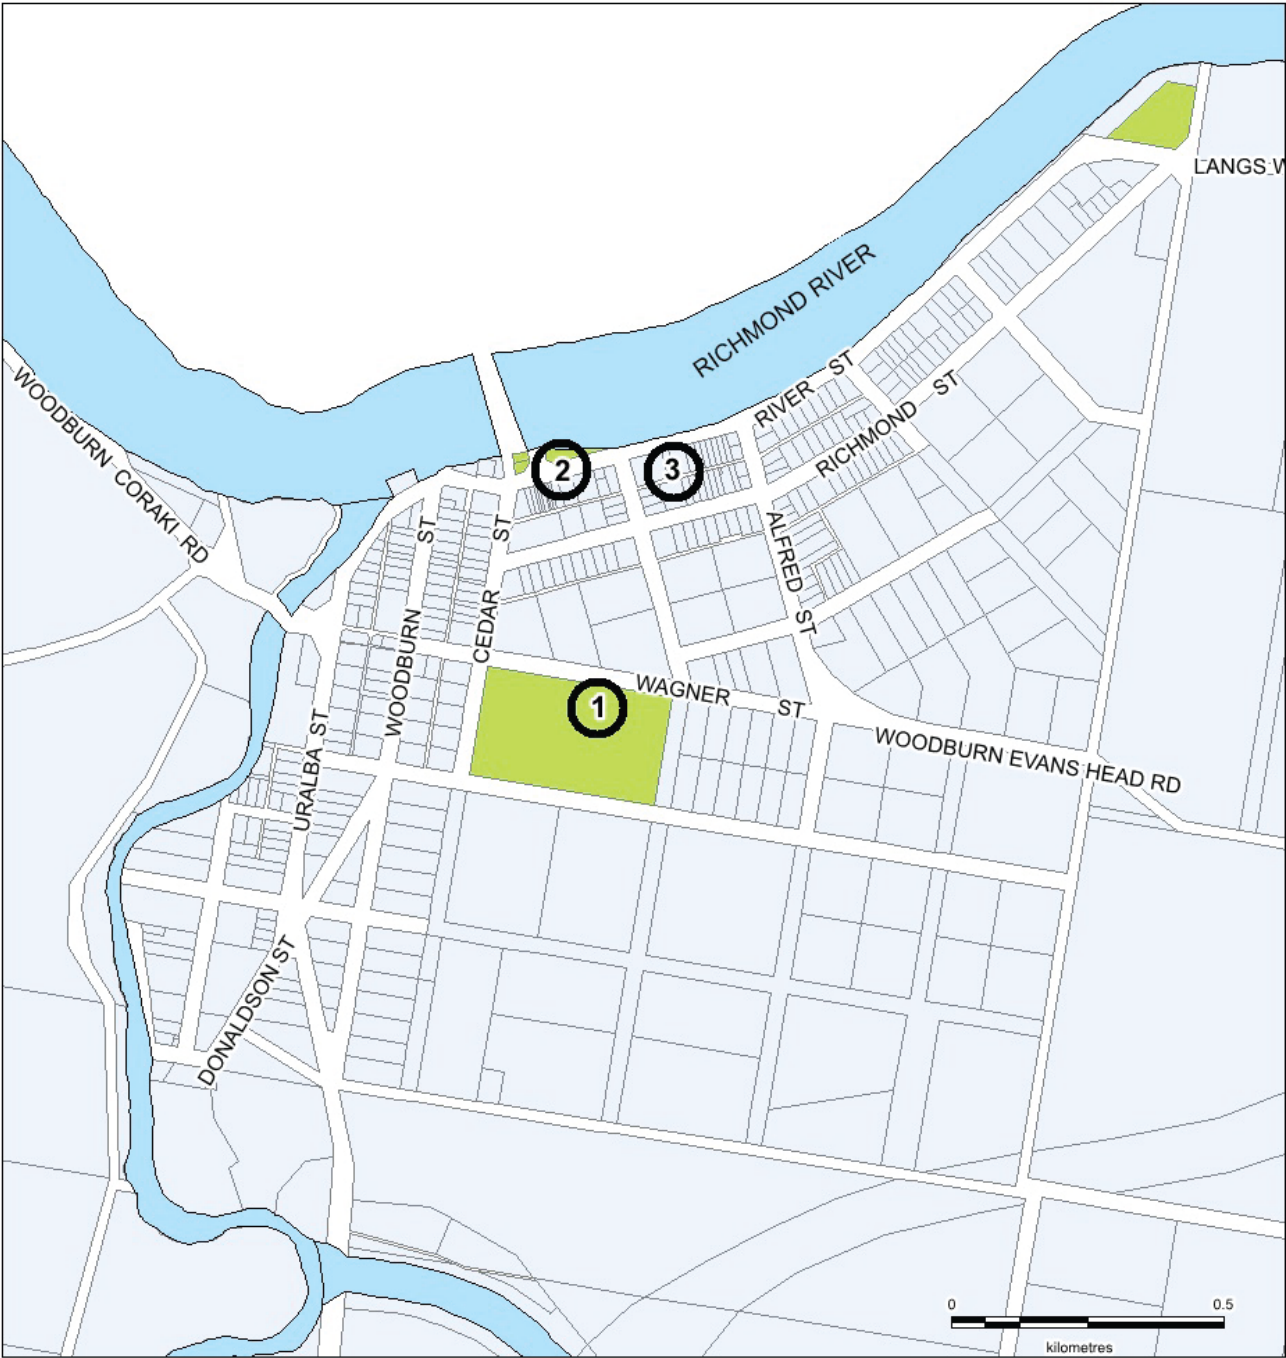 LANGS W
RICHMOND RIVER
RIVER ST
RICHMOND ST
WOODBURN CORAKI RD
2
3
ALFRED ST
WOODBURN ST
CEDAR ST
1
WAGNER ST
URALBA ST
WOODBURN EVANS HEAD RD
DONALDSON ST
0 0.5
kilometres